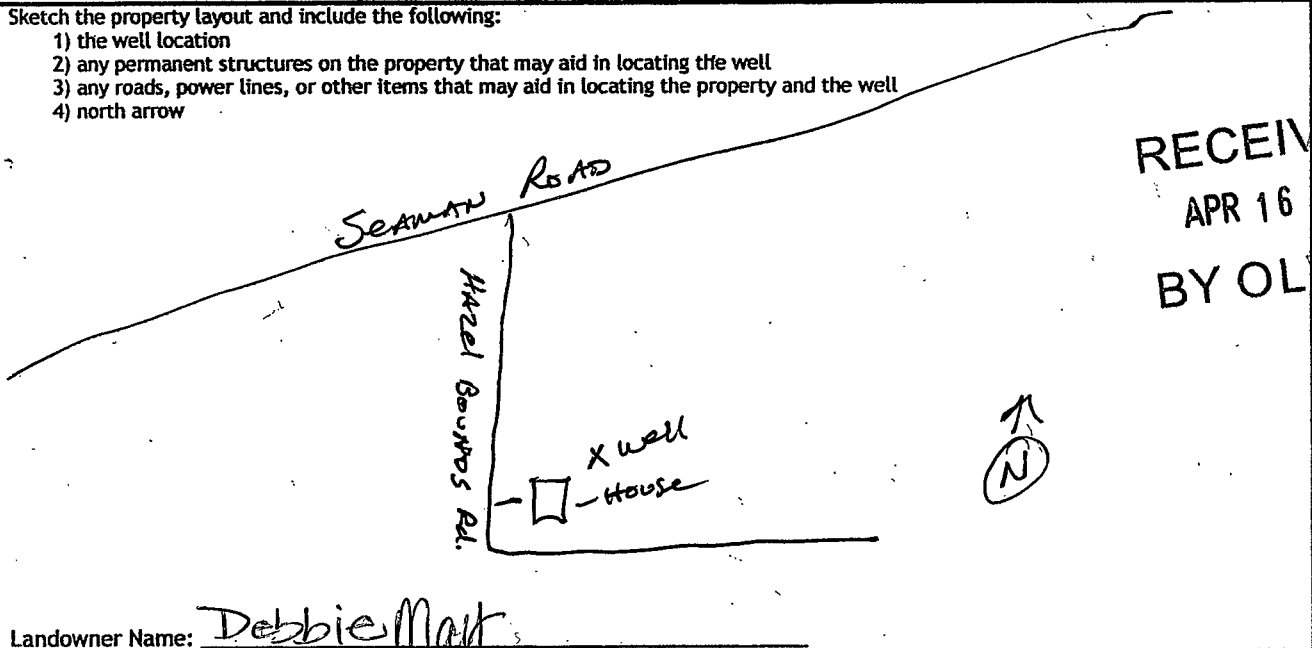 Sketch the property layout and include the following:
1) the well location
2) any permanent structures on the property that may aid in locating the well
3) any roads, power lines, or other items that may aid in locating the property and the well
4) north arrow
RECEIV
APR 16
BY OL
SEAMAN ROAD
HAZel BOUNDS Rd.
X well
House
N
Landowner Name: Debbie